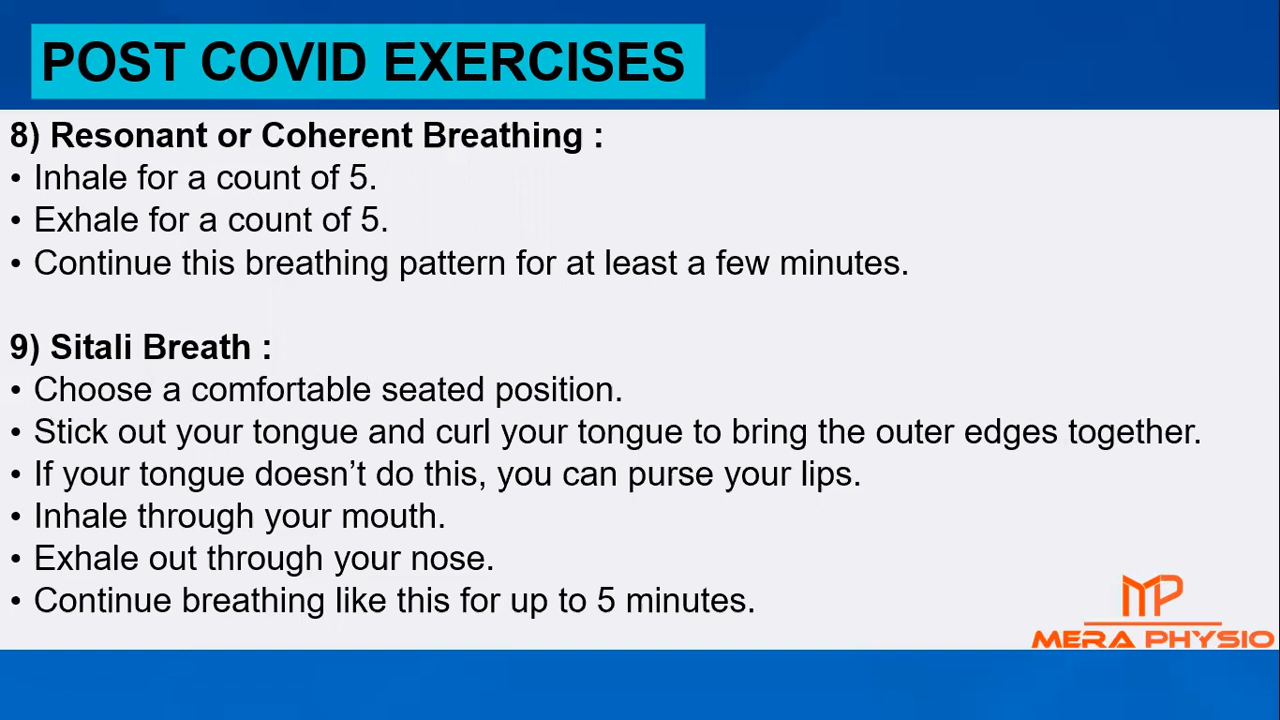 POST COVID EXERCISES
8) Resonant or Coherent Breathing :
• Inhale for a count of 5.
• Exhale for a count of 5.
• Continue this breathing pattern for at least a few minutes.
9) Sitali Breath :
• Choose a comfortable seated position.
• Stick out your tongue and curl your tongue to bring the outer edges together.
• If your tongue doesn’t do this, you can purse your lips.
• Inhale through your mouth.
• Exhale out through your nose.
• Continue breathing like this for up to 5 minutes.
MP
MERA PHYSIO